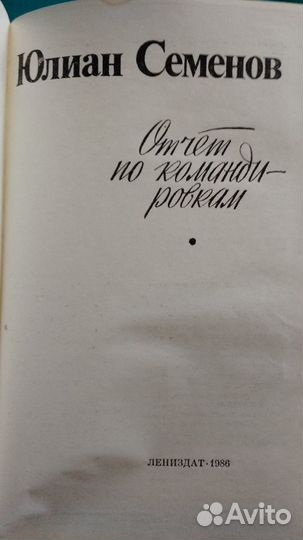 Юлиан Семенов
Отчет
по команди-
ровкам
ЛЕНИЗДАТ·1986
Avito